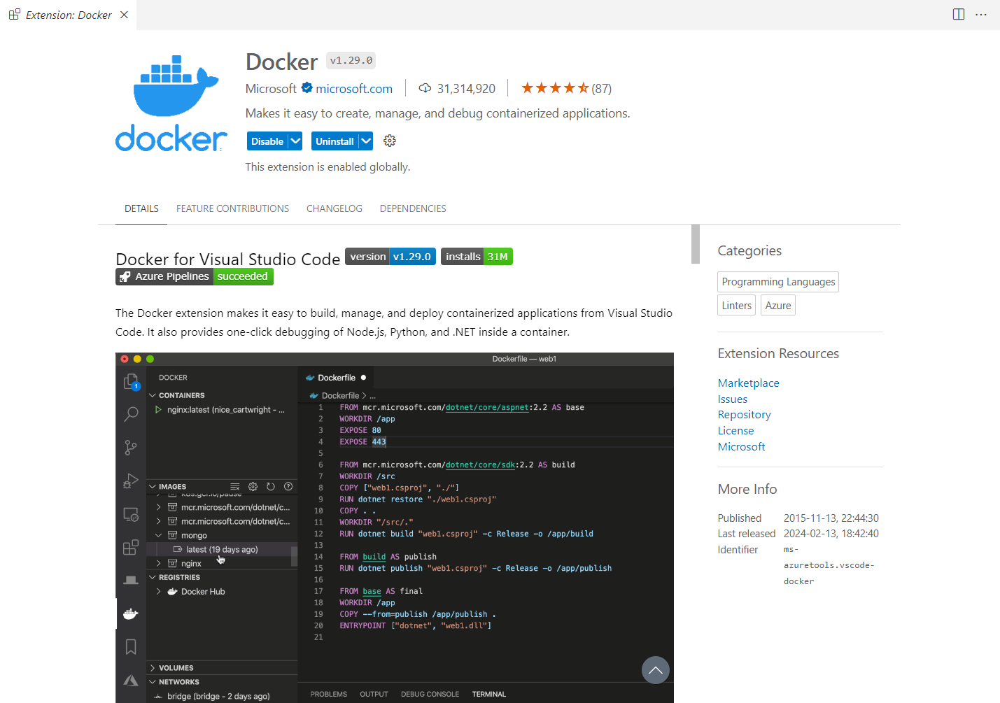 Extension: Docker
docker
Docker v1.29.0
Microsoft microsoft.com 31,314,920 (87)
Makes it easy to create, manage, and debug containerized applications.
Disable Uninstall
This extension is enabled globally.
DETAILS FEATURE CONTRIBUTIONS CHANGELOG DEPENDENCIES
Docker for Visual Studio Code version v1.29.0 installs 31M
Azure Pipelines succeeded
The Docker extension makes it easy to build, manage, and deploy containerized applications from Visual Studio
Code. It also provides one-click debugging of Node.js, Python, and .NET inside a container.
Dockerfile — web1
1
DOCKER
CONTAINERS
nginx:latest (nice_cartwright - ...
IMAGES
k8s.gcr.io/pause
mcr.microsoft.com/dotnet/c...
mcr.microsoft.com/dotnet/c...
mongo
latest (19 days ago)
nginx
REGISTRIES
Docker Hub
VOLUMES
NETWORKS
bridge (bridge - 2 days ago)
Dockerfile
Dockerfile > ...
1 FROM mcr.microsoft.com/dotnet/core/aspnet:2.2 AS base
2 WORKDIR /app
3 EXPOSE 80
4 EXPOSE 443
5
6 FROM mcr.microsoft.com/dotnet/core/sdk:2.2 AS build
7 WORKDIR /src
8 COPY ["web1.csproj", "./"]
9 RUN dotnet restore "./web1.csproj"
10 COPY . .
11 WORKDIR "/src/."
12 RUN dotnet build "web1.csproj" -c Release -o /app/build
13
14 FROM build AS publish
15 RUN dotnet publish "web1.csproj" -c Release -o /app/publish
16
17 FROM base AS final
18 WORKDIR /app
19 COPY --from=publish /app/publish .
20 ENTRYPOINT ["dotnet", "web1.dll"]
21
PROBLEMS OUTPUT DEBUG CONSOLE TERMINAL
Categories
Programming Languages
Linters Azure
Extension Resources
Marketplace
Issues
Repository
License
Microsoft
More Info
Published 2015-11-13, 22:44:30
Last released 2024-02-13, 18:42:40
Identifier ms-
azuretools.vscode-
docker